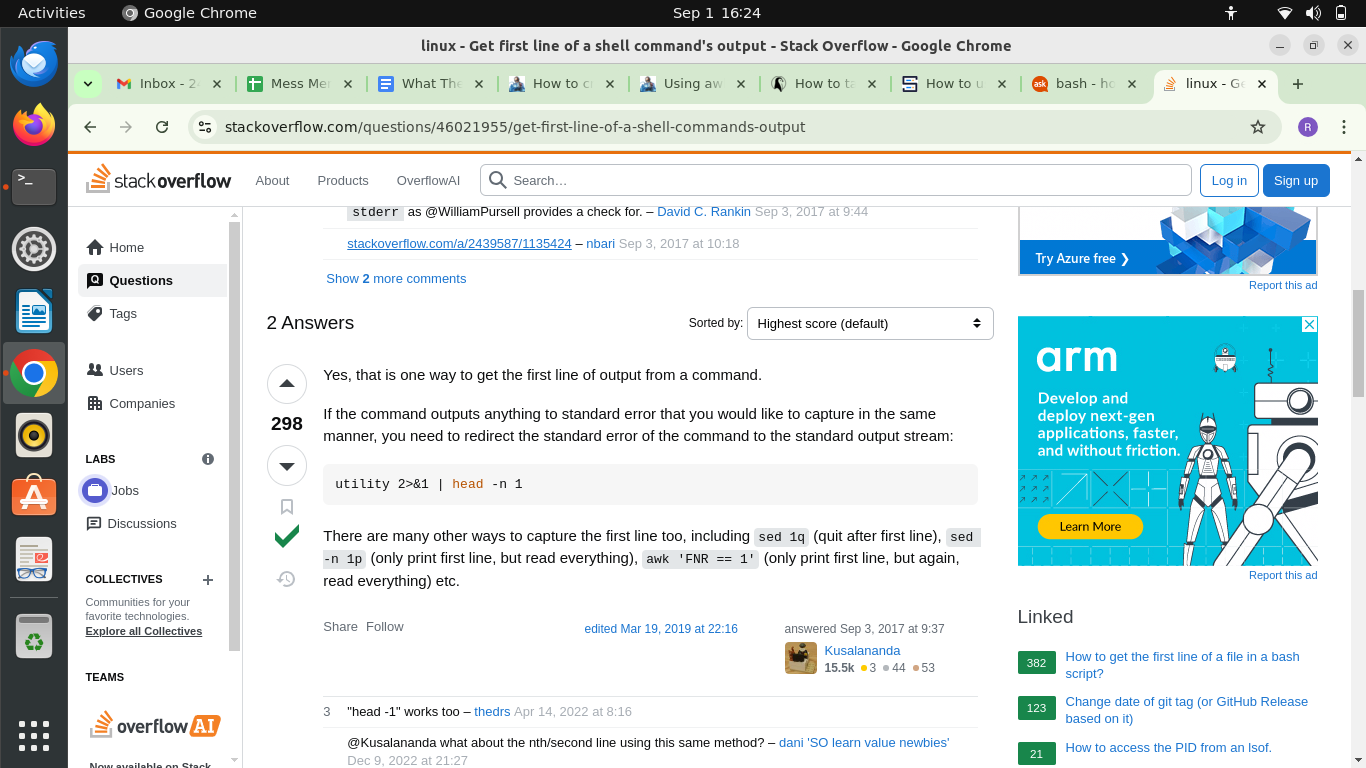 Activities
Google Chrome
Sep 1 16:24
linux - Get first line of a shell command's output - Stack Overflow - Google Chrome
Inbox - 2
Mess Me
What The
How to c
Using aw
How to ta
How to u
bash - ho
linux - Ge
stackoverflow.com/questions/46021955/get-first-line-of-a-shell-commands-output
R
stackoverflow
About
Products
OverflowAI
Search…
Log in
Sign up
Home
Questions
Tags
Users
Companies
LABS
Jobs
Discussions
COLLECTIVES
Communities for your
favorite technologies.
Explore all Collectives
TEAMS
overflowAI
Now available on Stack
stderr as @WilliamPursell provides a check for. – David C. Rankin Sep 3, 2017 at 9:44
stackoverflow.com/a/2439587/1135424 – nbari Sep 3, 2017 at 10:18
Show 2 more comments
2 Answers
Sorted by:
Highest score (default)
298
Yes, that is one way to get the first line of output from a command.
If the command outputs anything to standard error that you would like to capture in the same
manner, you need to redirect the standard error of the command to the standard output stream:
utility 2>&1 | head -n 1
There are many other ways to capture the first line too, including sed 1q (quit after first line), sed
-n 1p (only print first line, but read everything), awk 'FNR == 1' (only print first line, but again,
read everything) etc.
Share Follow
edited Mar 19, 2019 at 22:16
answered Sep 3, 2017 at 9:37
Kusalananda
15.5k 3 44 53
3 "head -1" works too – thedrs Apr 14, 2022 at 8:16
@Kusalananda what about the nth/second line using this same method? – dani 'SO learn value newbies'
Dec 9, 2022 at 21:27
Try Azure free ❯
Report this ad
arm
Develop and
deploy next-gen
applications, faster,
and without friction.
Learn More
Report this ad
Linked
382 How to get the first line of a file in a bash
script?
123 Change date of git tag (or GitHub Release
based on it)
21 How to access the PID from an lsof.